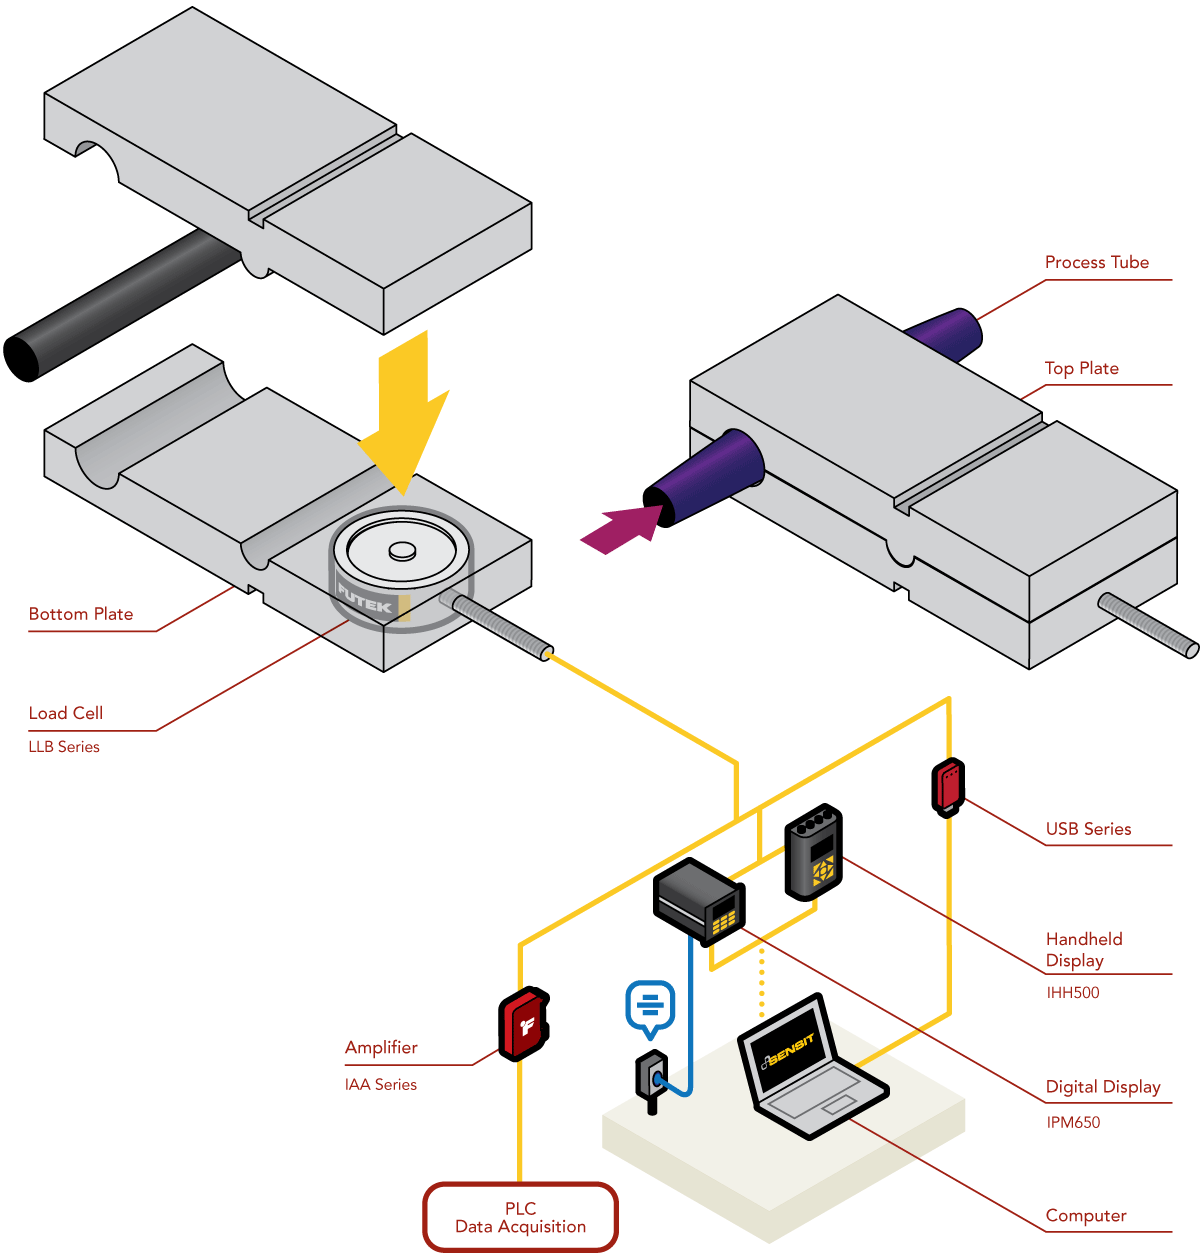 Process Tube
Top Plate
FUTEK
Bottom Plate
Load Cell
LLB Series
USB Series
Handheld
Display
IHH500
F
SENSIT
Amplifier
IAA Series
Digital Display
IPM650
PLC
Data Acquisition
Computer